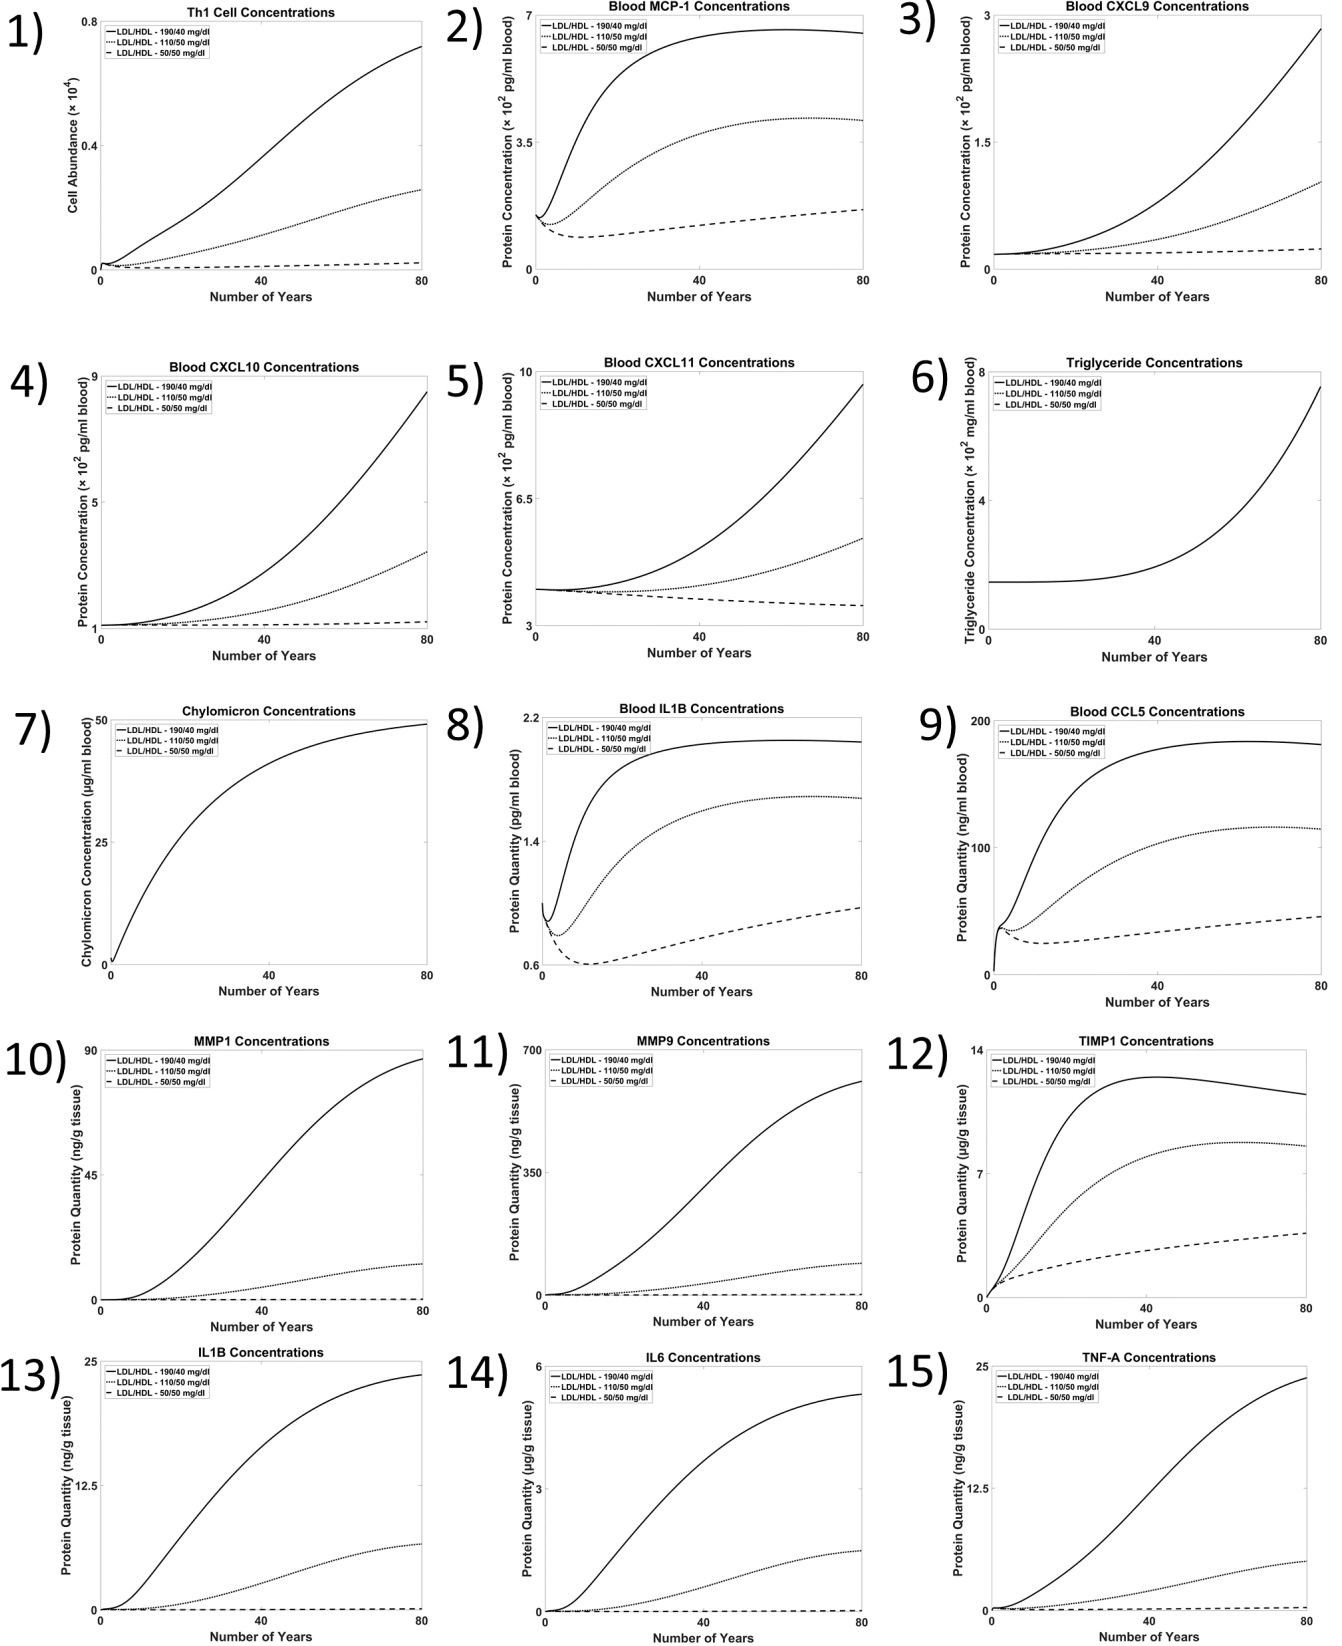 1)
Th1 Cell Concentrations
LDL/HDL - 190/40 mg/dl
LDL/HDL - 110/50 mg/dl
LDL/HDL - 50/50 mg/dl
Cell Abundance (× 10⁴)
0.8
0.4
0
0 40 80
Number of Years
2)
Blood MCP-1 Concentrations
LDL/HDL - 190/40 mg/dl
LDL/HDL - 110/50 mg/dl
LDL/HDL - 50/50 mg/dl
Protein Concentration (× 10² pg/ml blood)
7
3.5
0
0 40 80
Number of Years
3)
Blood CXCL9 Concentrations
LDL/HDL - 190/40 mg/dl
LDL/HDL - 110/50 mg/dl
LDL/HDL - 50/50 mg/dl
Protein Concentration (× 10² pg/ml blood)
3
1.5
0
0 40 80
Number of Years
4)
Blood CXCL10 Concentrations
LDL/HDL - 190/40 mg/dl
LDL/HDL - 110/50 mg/dl
LDL/HDL - 50/50 mg/dl
Protein Concentration (× 10² pg/ml blood)
9
5
1
40 80
Number of Years
5)
Blood CXCL11 Concentrations
LDL/HDL - 190/40 mg/dl
LDL/HDL - 110/50 mg/dl
LDL/HDL - 50/50 mg/dl
Protein Concentration (× 10² pg/ml blood)
10
6.5
3
0 40 80
Number of Years
6)
Triglyceride Concentrations
LDL/HDL - 190/40 mg/dl
LDL/HDL - 110/50 mg/dl
LDL/HDL - 50/50 mg/dl
Triglyceride Concentration (× 10² mg/ml blood)
8
4
0
0 40 80
Number of Years
7)
Chylomicron Concentrations
LDL/HDL - 190/40 mg/dl
LDL/HDL - 110/50 mg/dl
LDL/HDL - 50/50 mg/dl
Chylomicron Concentration (µg/ml blood)
50
25
0
0 40 80
Number of Years
8)
Blood IL1B Concentrations
LDL/HDL - 190/40 mg/dl
LDL/HDL - 110/50 mg/dl
LDL/HDL - 50/50 mg/dl
Protein Quantity (pg/ml blood)
2.2
1.4
0.6
0 40 80
Number of Years
9)
Blood CCL5 Concentrations
LDL/HDL - 190/40 mg/dl
LDL/HDL - 110/50 mg/dl
LDL/HDL - 50/50 mg/dl
Protein Quantity (ng/ml blood)
200
100
0
0 40 80
Number of Years
10)
MMP1 Concentrations
LDL/HDL - 190/40 mg/dl
LDL/HDL - 110/50 mg/dl
LDL/HDL - 50/50 mg/dl
Protein Quantity (ng/g tissue)
90
45
0
0 40 80
Number of Years
11)
MMP9 Concentrations
LDL/HDL - 190/40 mg/dl
LDL/HDL - 110/50 mg/dl
LDL/HDL - 50/50 mg/dl
Protein Quantity (ng/g tissue)
700
350
0
0 40 80
Number of Years
12)
TIMP1 Concentrations
LDL/HDL - 190/40 mg/dl
LDL/HDL - 110/50 mg/dl
LDL/HDL - 50/50 mg/dl
Protein Quantity (µg/g tissue)
14
7
0
0 40 80
Number of Years
13)
IL1B Concentrations
LDL/HDL - 190/40 mg/dl
LDL/HDL - 110/50 mg/dl
LDL/HDL - 50/50 mg/dl
Protein Quantity (ng/g tissue)
25
12.5
0
0 40 80
Number of Years
14)
IL6 Concentrations
LDL/HDL - 190/40 mg/dl
LDL/HDL - 110/50 mg/dl
LDL/HDL - 50/50 mg/dl
Protein Quantity (µg/g tissue)
6
3
0
0 40 80
Number of Years
15)
TNF-A Concentrations
LDL/HDL - 190/40 mg/dl
LDL/HDL - 110/50 mg/dl
LDL/HDL - 50/50 mg/dl
Protein Quantity (ng/g tissue)
25
12.5
0
0 40 80
Number of Years